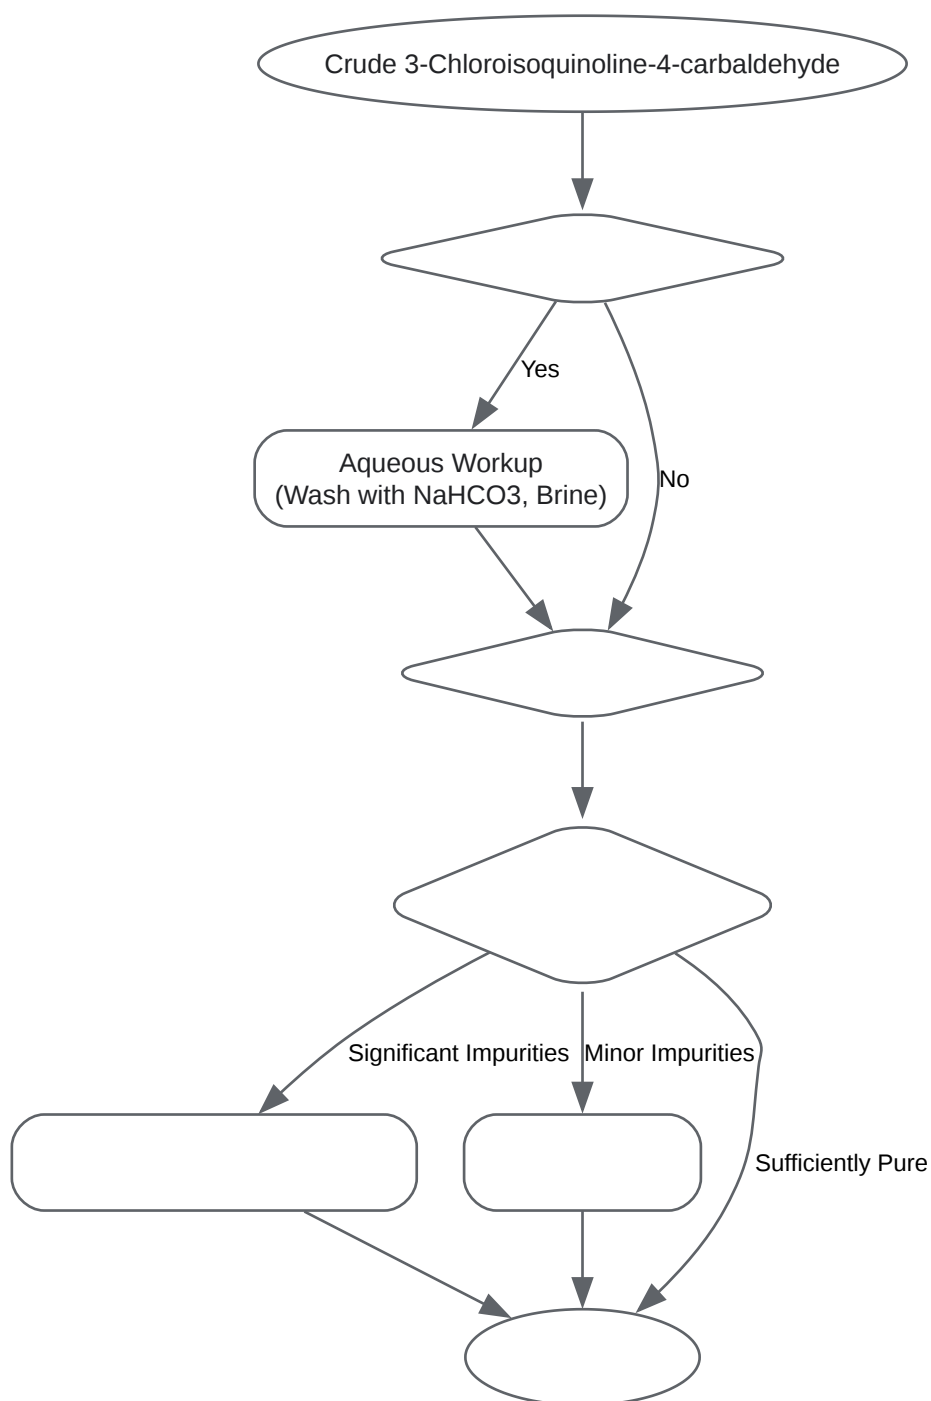 Crude 3-Chloroisoquinoline-4-carbaldehyde
Yes
Aqueous Workup
(Wash with NaHCO3, Brine)
No
Significant Impurities
Minor Impurities
Sufficiently Pure